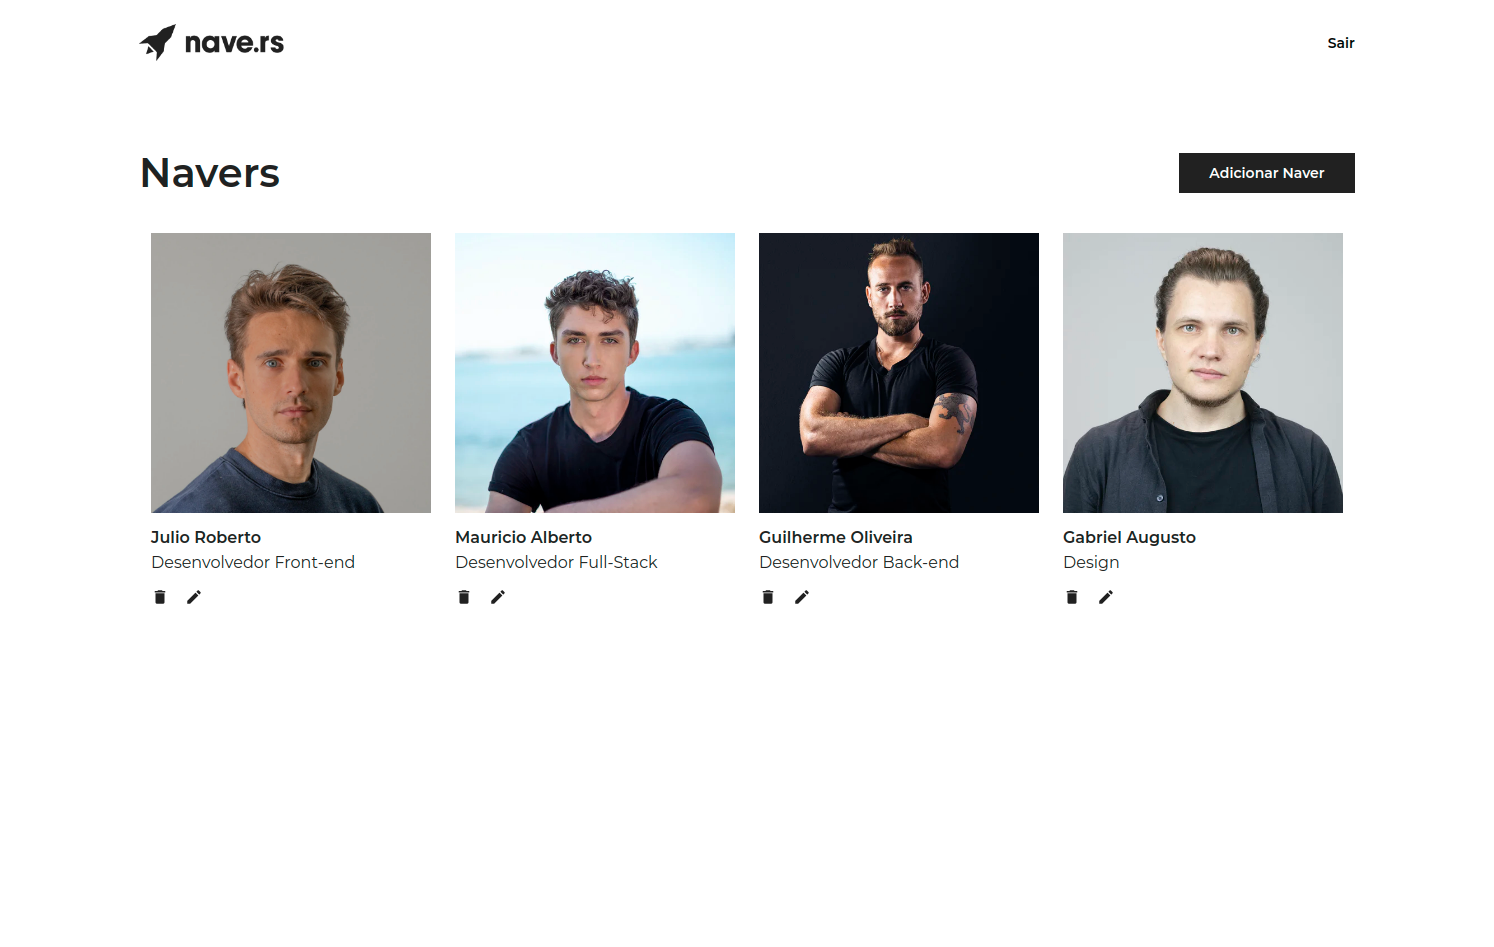 nave.rs
Sair
Navers
Adicionar Naver
Julio Roberto
Desenvolvedor Front-end
Mauricio Alberto
Desenvolvedor Full-Stack
Guilherme Oliveira
Desenvolvedor Back-end
Gabriel Augusto
Design